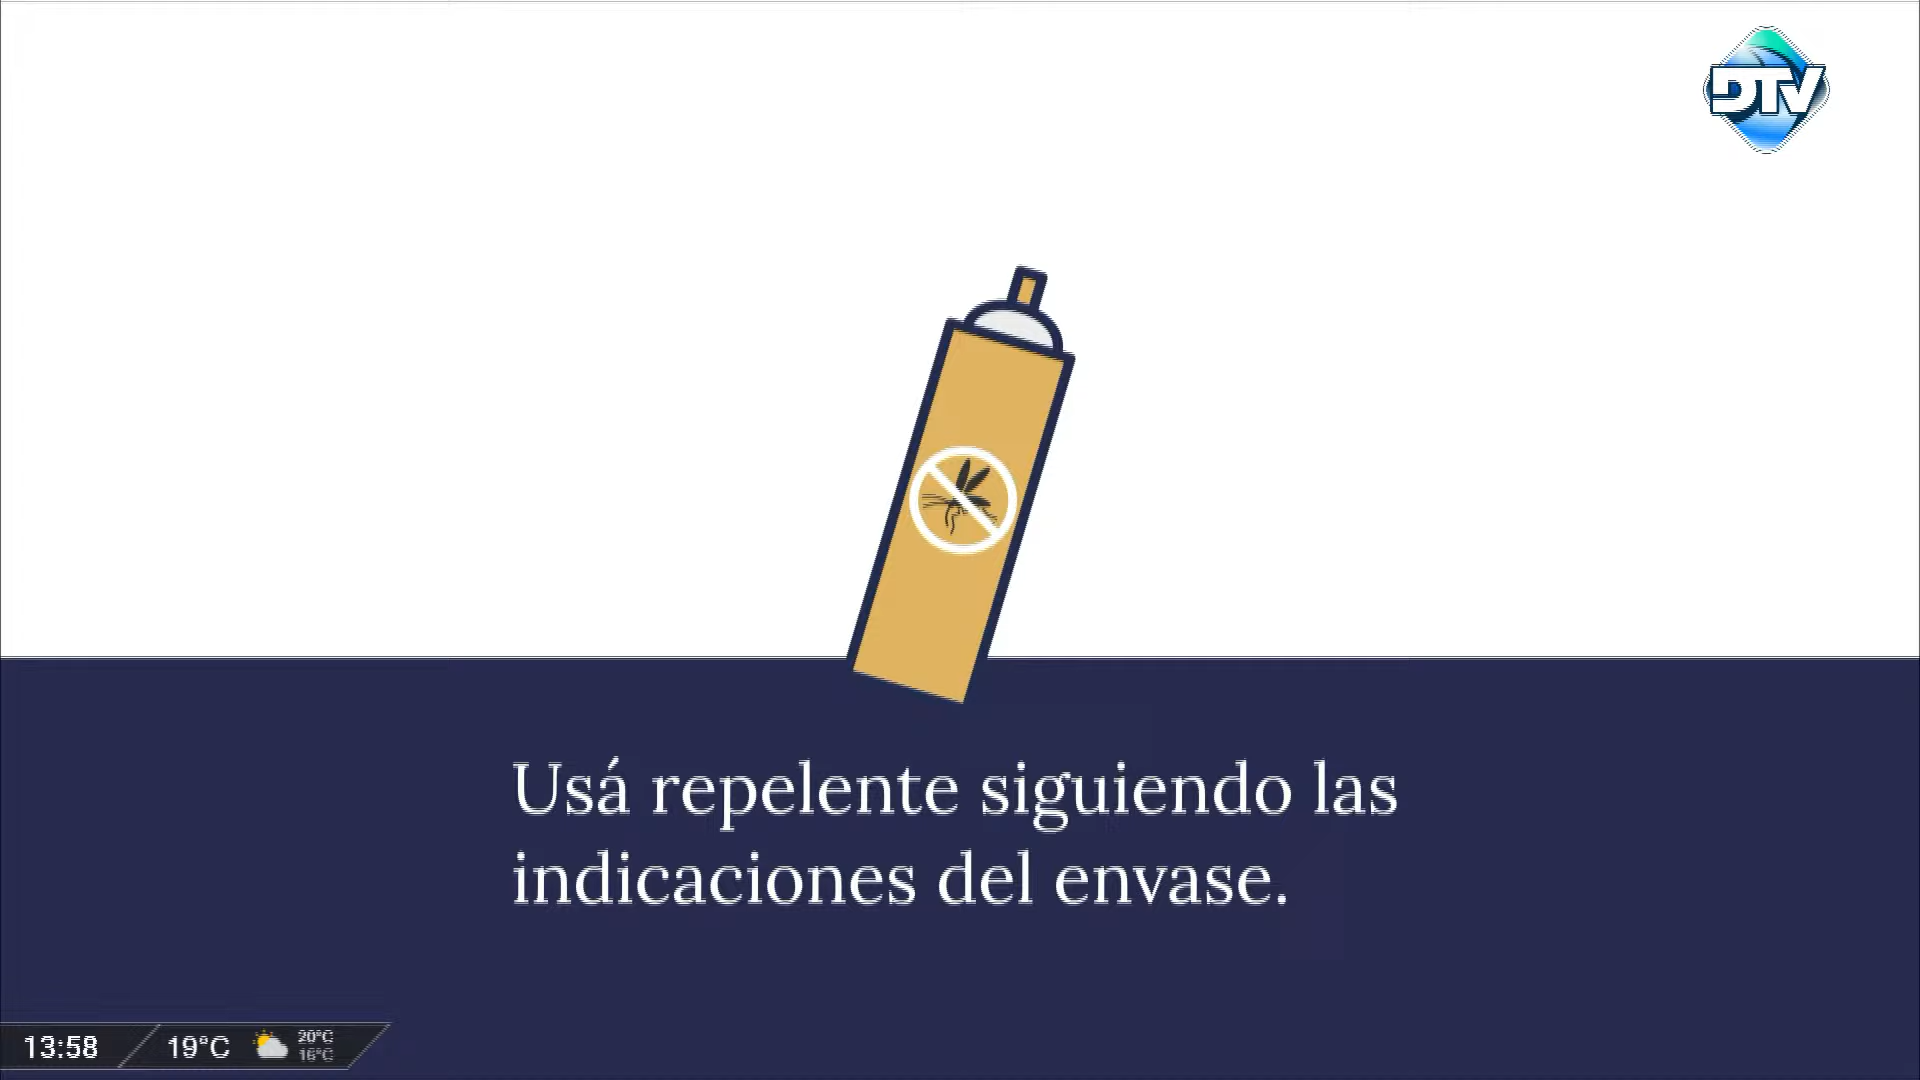 DTV
Usá repelente siguiendo las
indicaciones del envase.
13:58 19°C 20°C
16°C